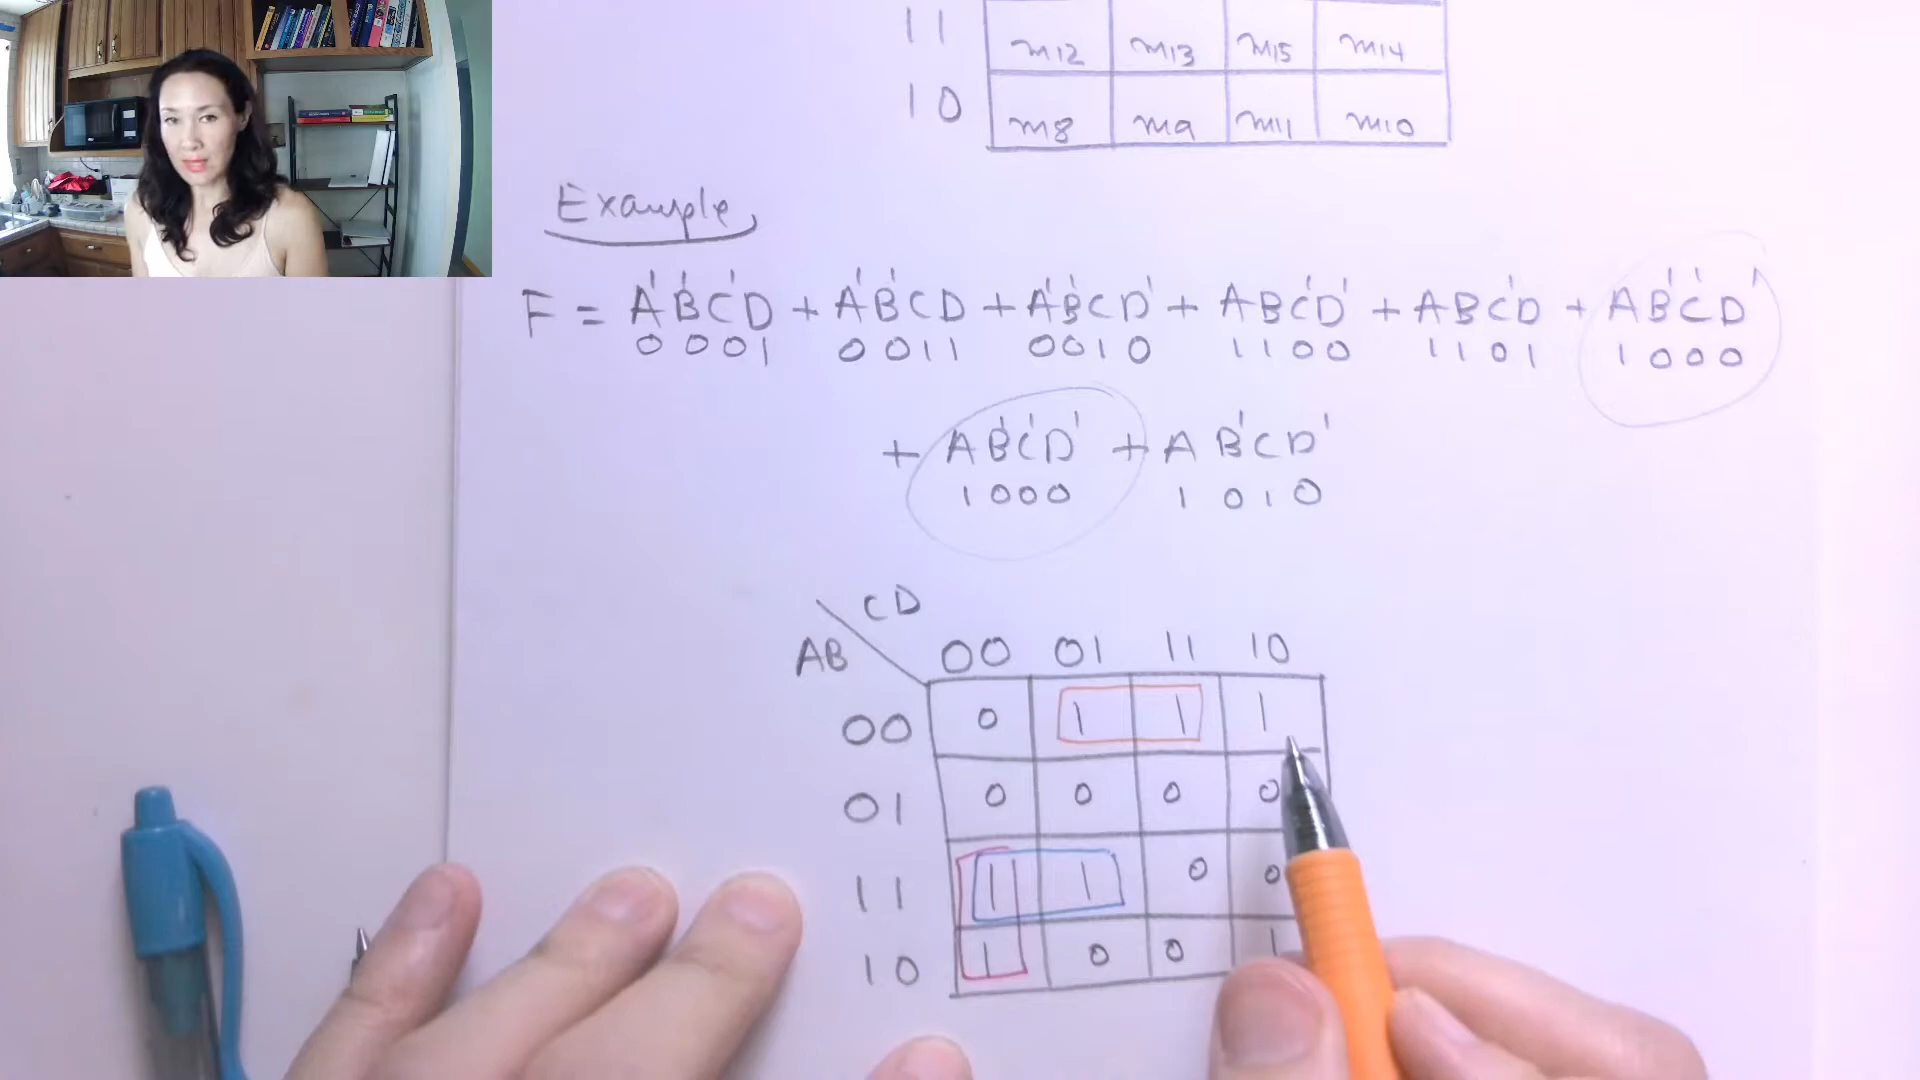 11 m12 m13 m15 m14
10 m8 m9 m11 m10
Example
F = A'B'C'D + A'B'CD + A'B'CD' + ABC'D' + ABC'D + AB'C'D'
0001 0011 0010 1100 1101 1000
+ AB'C'D' + AB'CD'
1000 1010
CD
AB 00 01 11 10
00 0 1 1 1
01 0 0 0 0
11 1 1 0 0
10 1 0 0 1